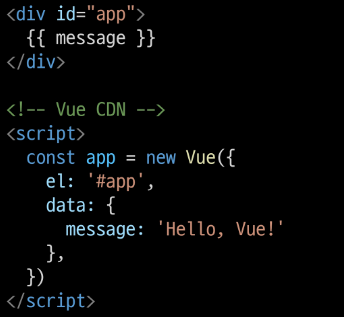 <div id="app">
  {{ message }}
</div>

<!-- Vue CDN -->
<script>
  const app = new Vue({
    el: '#app',
    data: {
      message: 'Hello, Vue!'
    },
  })
</script>